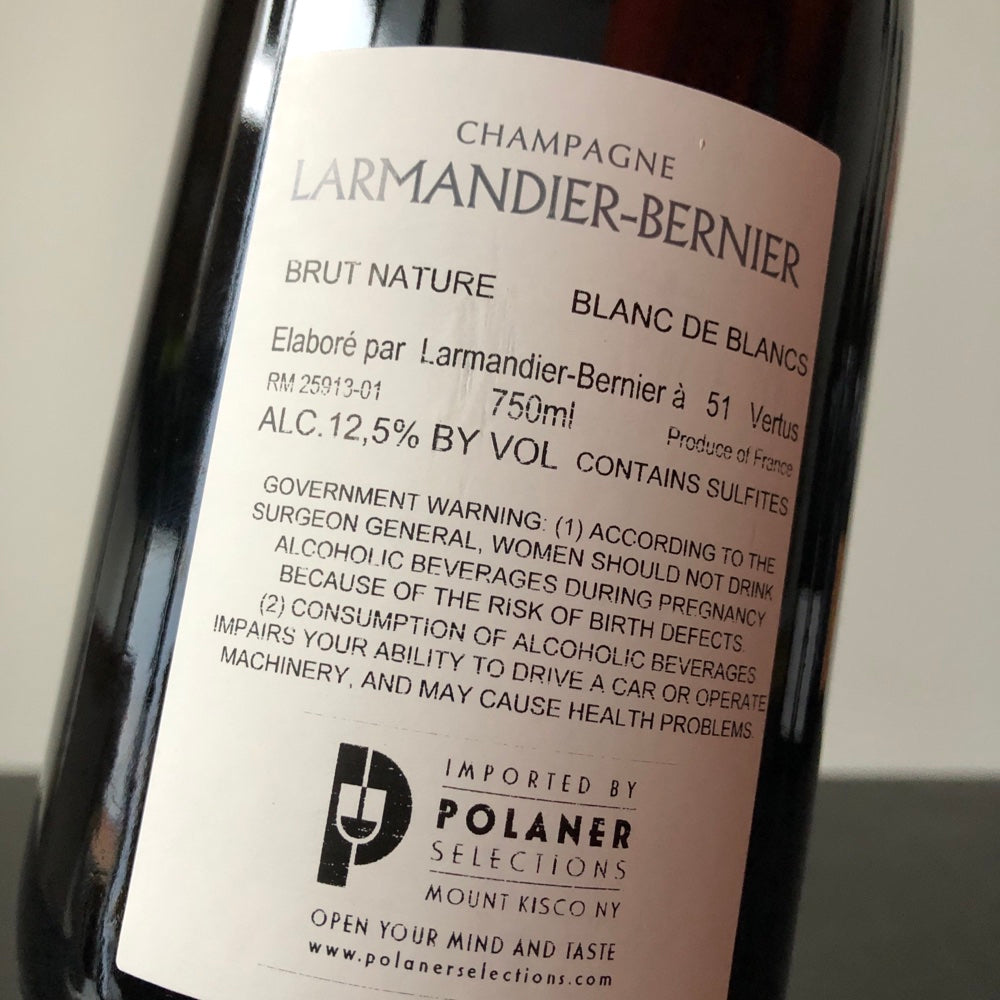 CHAMPAGNE
LARMANDIER-BERNIER
BRUT NATURE BLANC DE BLANCS
Elaboré par Larmandier-Bernier à 51 Vertus
RM 25913-01 750ml Produce of France
ALC.12,5% BY VOL CONTAINS SULFITES
GOVERNMENT WARNING: (1) ACCORDING TO THE
SURGEON GENERAL, WOMEN SHOULD NOT DRINK
ALCOHOLIC BEVERAGES DURING PREGNANCY
BECAUSE OF THE RISK OF BIRTH DEFECTS.
(2) CONSUMPTION OF ALCOHOLIC BEVERAGES
IMPAIRS YOUR ABILITY TO DRIVE A CAR OR OPERATE
MACHINERY, AND MAY CAUSE HEALTH PROBLEMS.
IMPORTED BY
POLANER
SELECTIONS
MOUNT KISCO NY
OPEN YOUR MIND AND TASTE
www.polanerselections.com